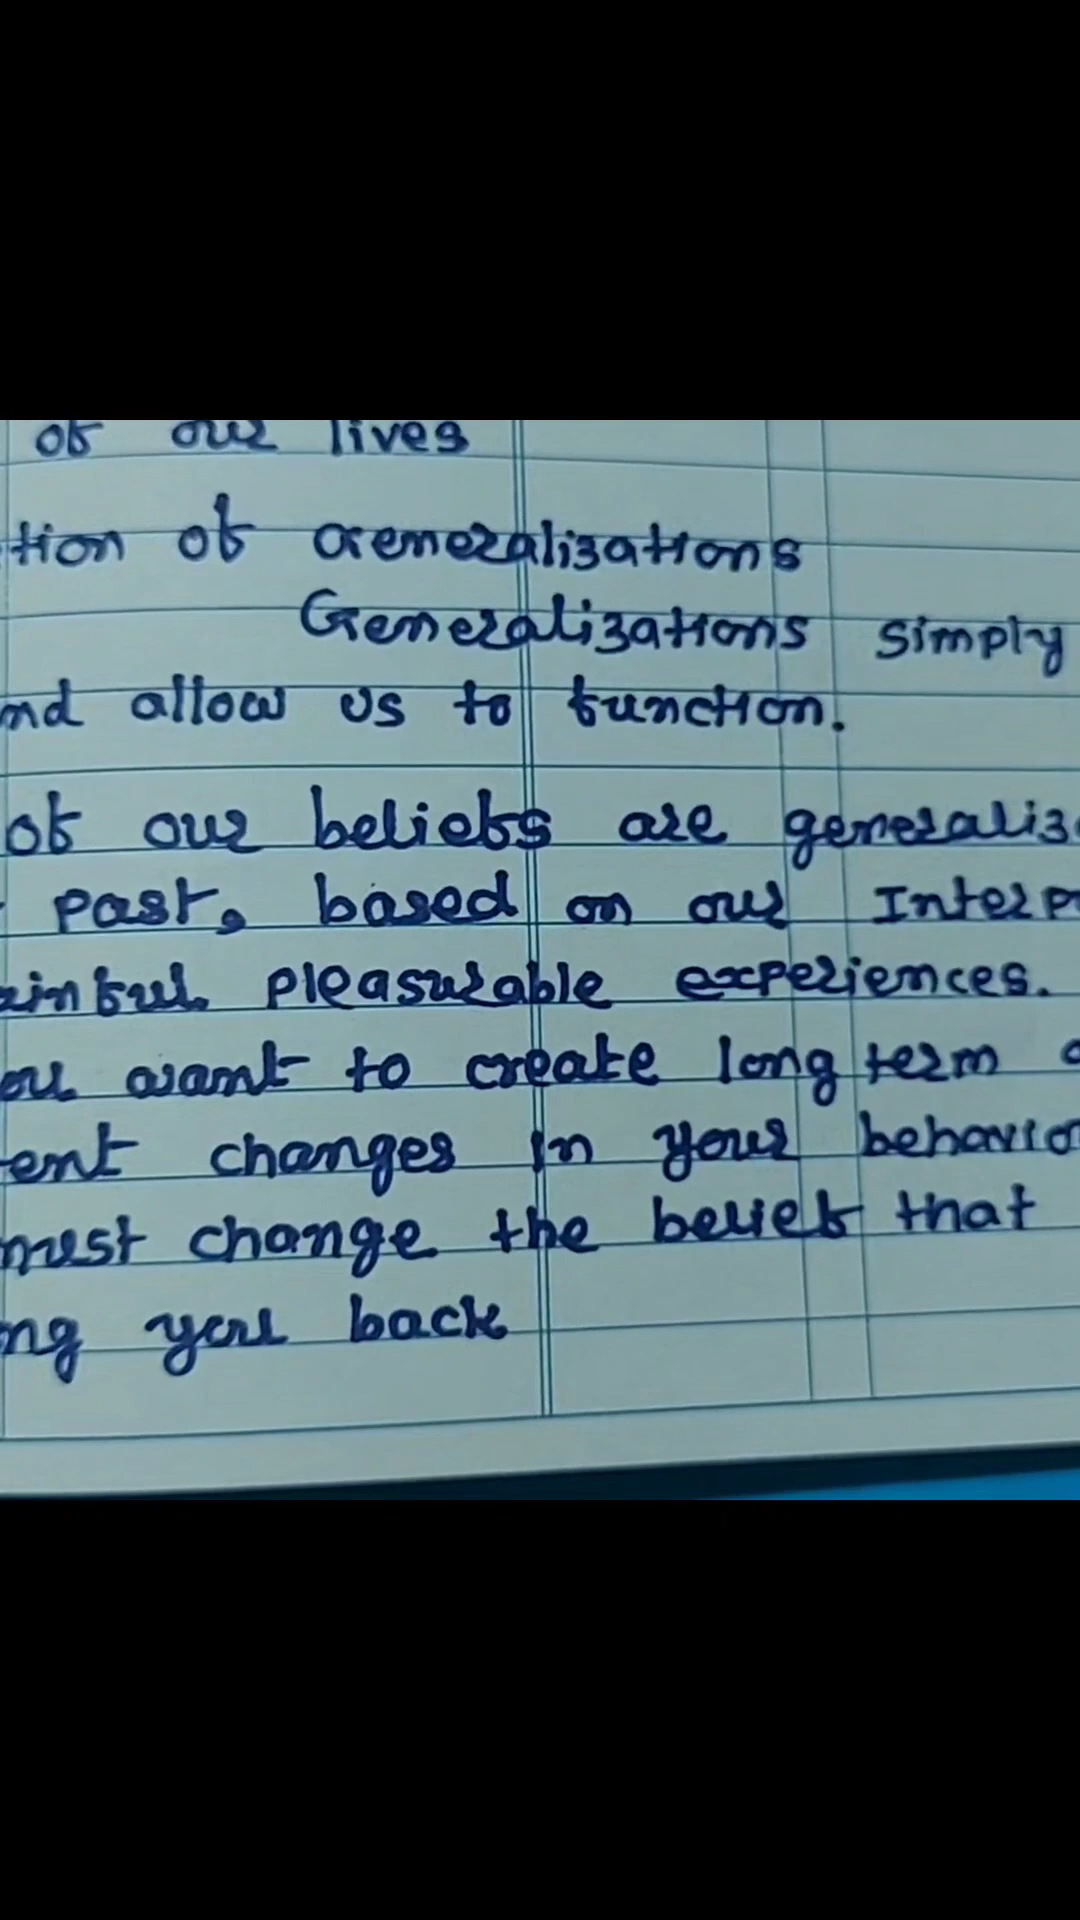 of our lives
tion of Generalizations
Generalizations simply
nd allow us to function.
of our beliefs are generaliz
past, based on our Interp
inful pleasurable experiences.
ou want to create long term
ent changes in your behavio
must change the belief that
ng you back